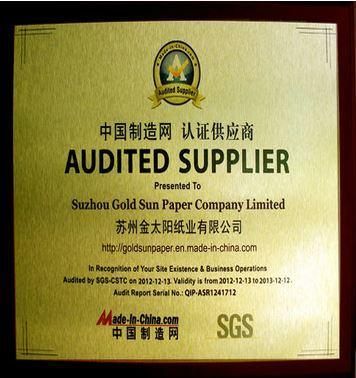 Made-in-China.com
Audited Supplier
中国制造网 认证供应商
AUDITED SUPPLIER
Presented To
Suzhou Gold Sun Paper Company Limited
苏州金太阳纸业有限公司
http://goldsunpaper.en.made-in-china.com
In Recognition of Your Site Existence & Business Operations
Audited by SGS-CSTC on 2012-12-13. Validity is from 2012-12-13 to 2013-12-12.
Audit Report Serial No.: QIP-ASR1241712
Made-in-China.com
中国制造网
SGS